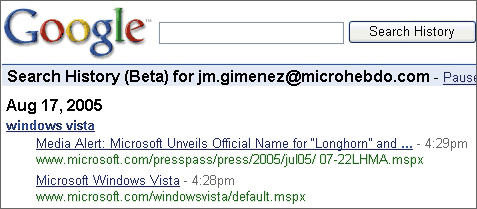 Google™ Search History
Search History (Beta) for jm.gimenez@microhebdo.com - Pause
Aug 17, 2005
windows vista
Media Alert: Microsoft Unveils Official Name for "Longhorn" and ... - 4:29pm
www.microsoft.com/presspass/press/2005/jul05/ 07-22LHMA.mspx
Microsoft Windows Vista - 4:28pm
www.microsoft.com/windowsvista/default.mspx